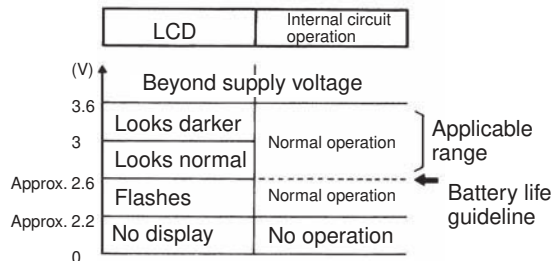 LCD
Internal circuit
operation
(V)
Beyond supply voltage
3.6
Looks darker
Normal operation
Applicable
range
3
Looks normal
Approx. 2.6
Flashes
Normal operation
Battery life
guideline
Approx. 2.2
No display
No operation
0